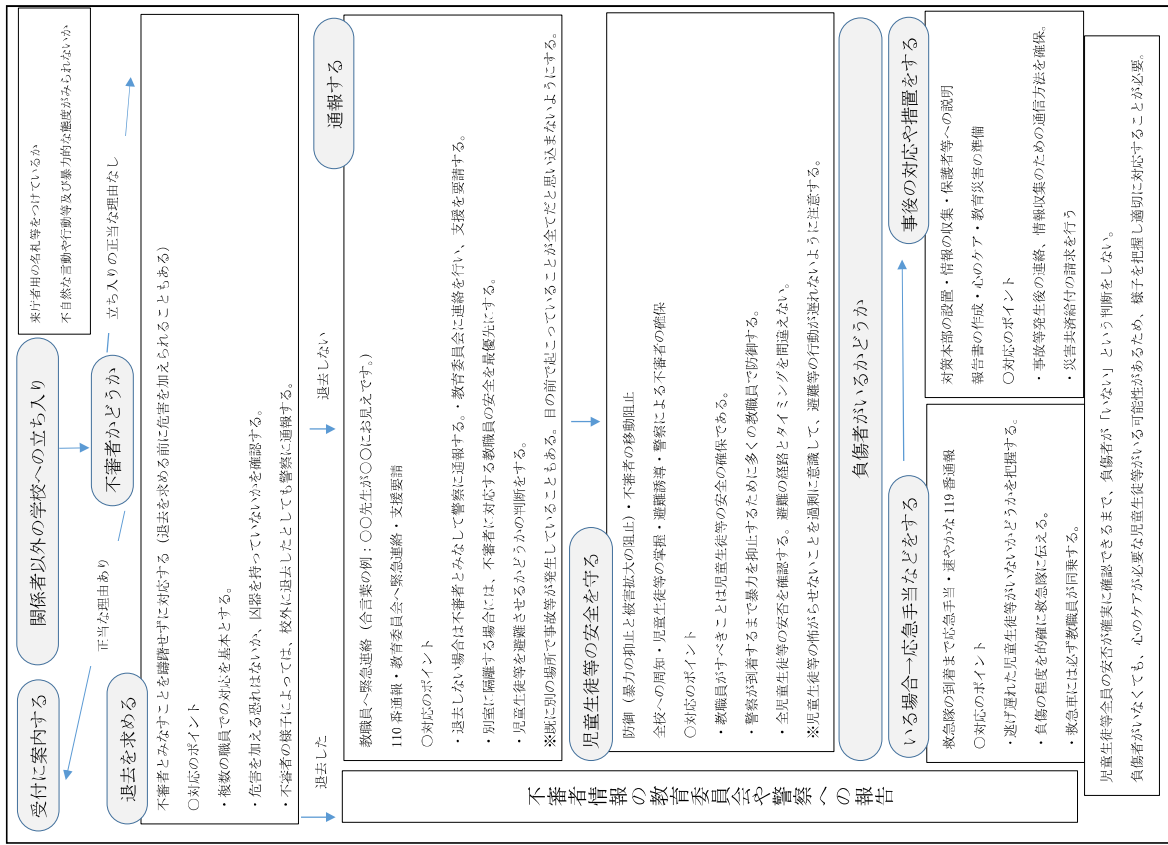 関係者以外の学校への立ち入り
来庁者用の名札等をつけているか
不自然な言動や行動等及び暴力的な態度がみられないか
受付に案内する
正当な理由あり
不審者かどうか
立ち入りの正当な理由なし
退去を求める
不審者とみなすことを躊躇せずに対応する（退去を求める前に危害を加えられることもある）
〇対応のポイント
・複数の職員での対応を基本とする。
・危害を加える恐れはないか、凶器を持っていないかを確認する。
・不審者の様子によっては、校外に退去したとしても警察に通報する。
退去した
退去しない
通報する
教職員へ緊急連絡（合言葉の例：〇〇先生が〇〇にお見えです。）
110番通報・教育委員会へ緊急連絡・支援要請
〇対応のポイント
・退去しない場合は不審者とみなして警察に通報する。・教育委員会に連絡を行い、支援を要請する。
・別室に隔離する場合には、不審者に対応する教職員の安全を最優先にする。
・児童生徒等を避難させるかどうかの判断をする。
※既に別の場所で事故等が発生していることもある。目の前で起こっていることが全てだと思い込まないようにする。
児童生徒等の安全を守る
防御（暴力の抑止と被害拡大の阻止）・不審者の移動阻止
全校への周知・児童生徒等の掌握・避難誘導・警察による不審者の確保
〇対応のポイント
・教職員がすべきことは児童生徒等の安全の確保である。
・警察が到着するまで暴力を抑止するために多くの教職員で防御する。
・全児童生徒等の安否を確認する。避難の経路とタイミングを間違えない。
※児童生徒等の怖がらせないことを過剰に意識して、避難等の行動が遅れないように注意する。
不審者情報の教育委員会や警察への報告
負傷者がいるかどうか
いる場合→応急手当などをする
救急隊の到着まで応急手当・速やかな119番通報
〇対応のポイント
・逃げ遅れた児童生徒等がいないかどうかを把握する。
・負傷の程度を的確に救急隊に伝える。
・救急車には必ず教職員が同乗する。
事後の対応や措置をする
対策本部の設置・情報の収集・保護者等への説明
報告書の作成・心のケア・教育災害の準備
〇対応のポイント
・事故等発生後の連絡、情報収集のための通信方法を確保。
・災害共済給付の請求を行う
児童生徒等全員の安否が確実に確認できるまで、負傷者が「いない」という判断をしない。
負傷者がいなくても、心のケアが必要な児童生徒等がいる可能性があるため、様子を把握し適切に対応することが必要。